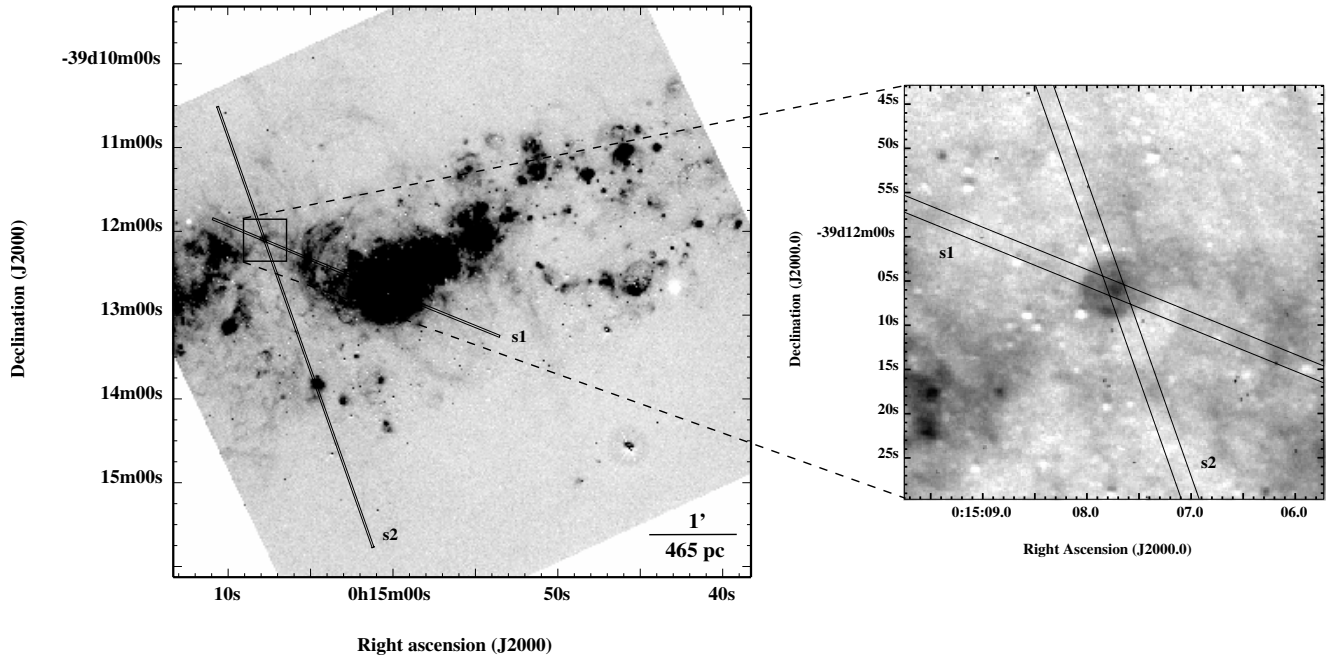 -39d10m00s
11m00s
12m00s
13m00s
14m00s
15m00s
Declination (J2000)
10s
0h15m00s
50s
40s
Right ascension (J2000)
s1
s2
1'
465 pc
45s
50s
55s
-39d12m00s
05s
10s
15s
20s
25s
Declination (J2000.0)
0:15:09.0
08.0
07.0
06.0
Right Ascension (J2000.0)
s1
s2